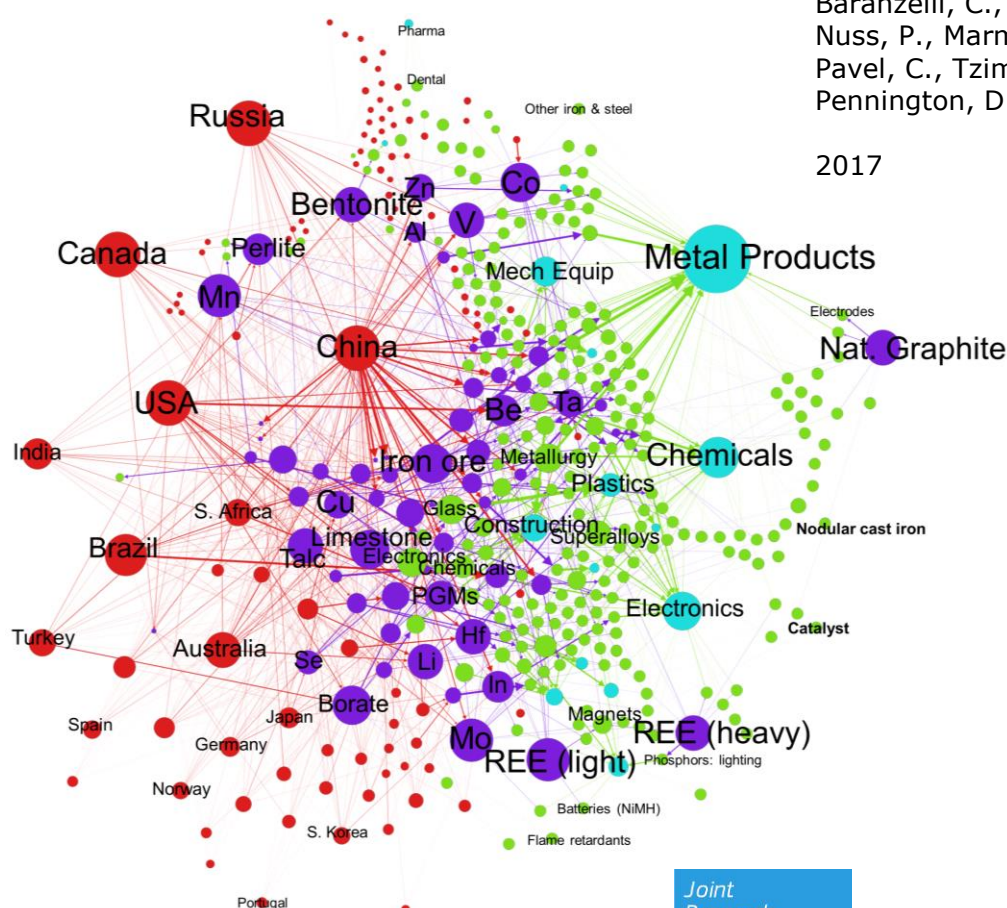 Baranzelli, C.,
Nuss, P., Marn
Pavel, C., Tzim
Pennington, D
2017
Pharma
Dental
Other iron & steel
Russia
Zn
Co
Bentonite
V
Al
Canada
Perlite
Mech Equip
Metal Products
Mn
Electrodes
China
Nat. Graphite
USA
Be
Ta
India
Iron ore
Metallurgy
Chemicals
Plastics
Cu
Glass
S. Africa
Construction
Nodular cast iron
Limestone
Superalloys
Brazil
Talc
Electronics
Chemicals
PGMs
Electronics
Catalyst
Turkey
Australia
Hf
Se
Li
In
Borate
Japan
Magnets
Spain
Mo
REE (heavy)
Germany
REE (light)
Phosphors: lighting
Norway
Batteries (NiMH)
S. Korea
Flame retardants
Joint
Portugal